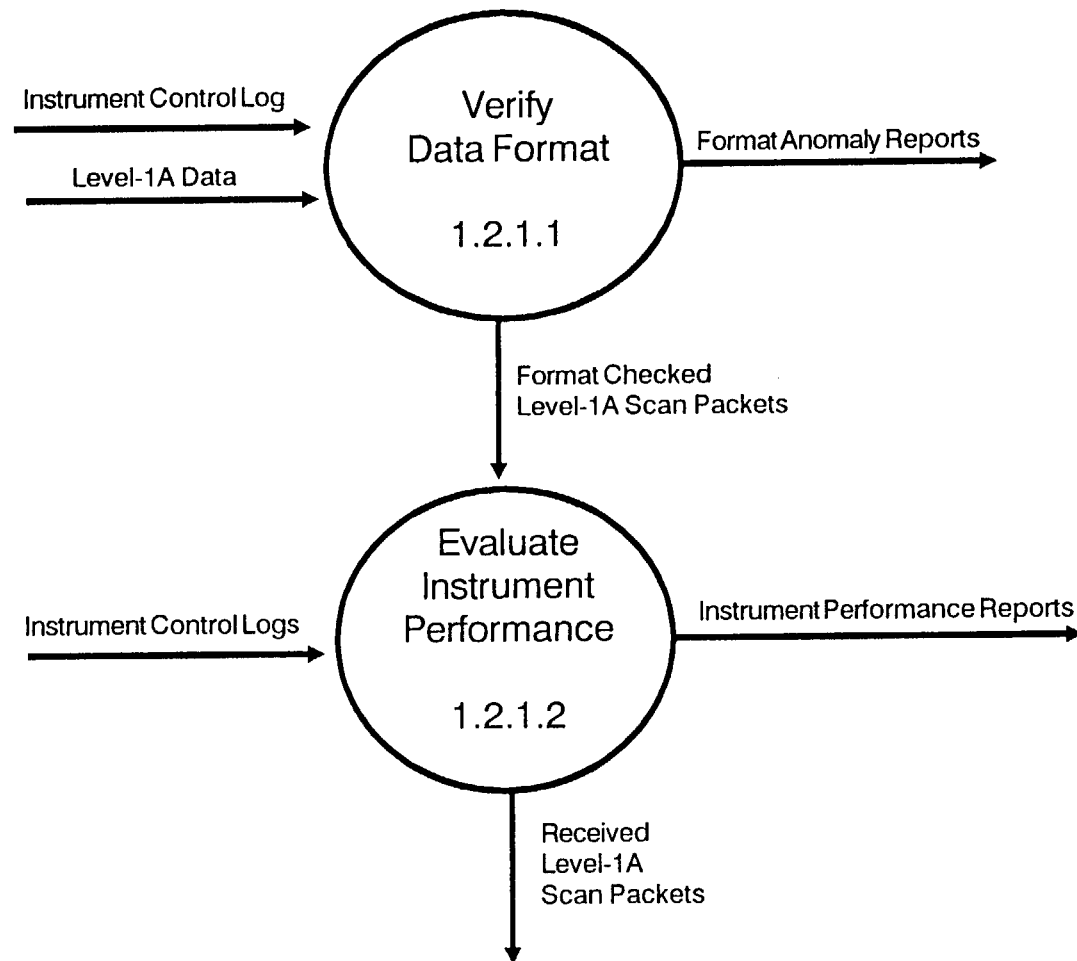 Instrument Control Log
Level-1A Data
Verify
Data Format
1.2.1.1
Format Anomaly Reports
Format Checked
Level-1A Scan Packets
Instrument Control Logs
Evaluate
Instrument
Performance
1.2.1.2
Instrument Performance Reports
Received
Level-1A
Scan Packets